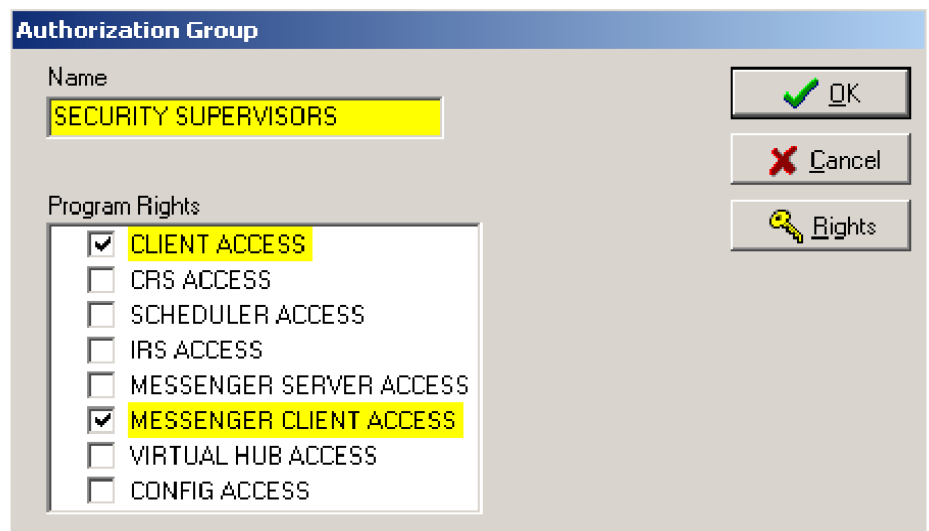 Authorization Group
Name
SECURITY SUPERVISORS
OK
Cancel
Program Rights
Rights
CLIENT ACCESS
CRS ACCESS
SCHEDULER ACCESS
IRS ACCESS
MESSENGER SERVER ACCESS
MESSENGER CLIENT ACCESS
VIRTUAL HUB ACCESS
CONFIG ACCESS